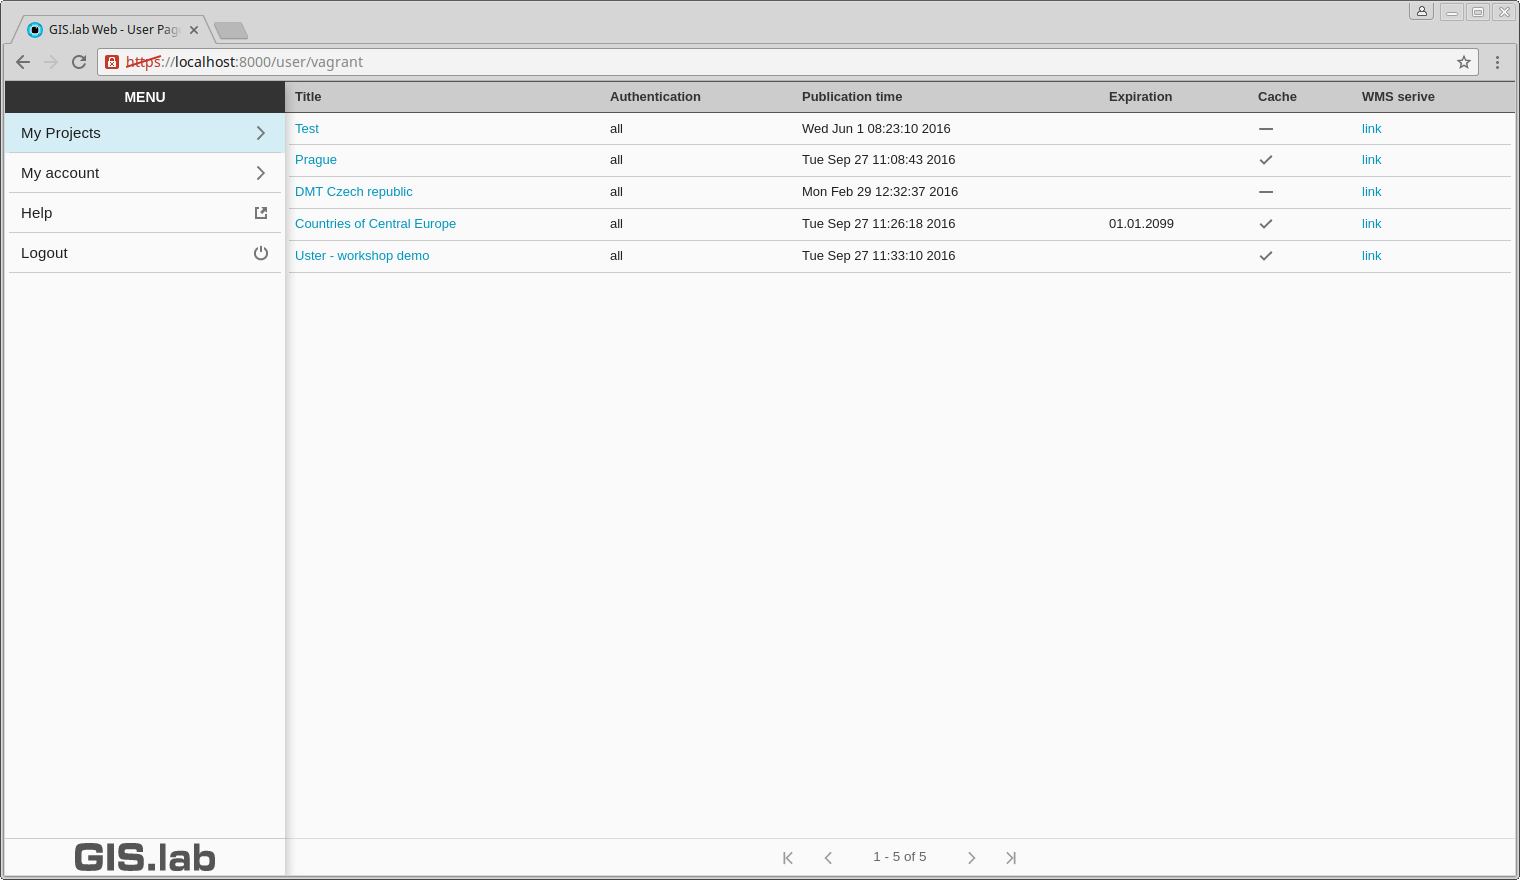 GIS.lab Web - User Pag
https://localhost:8000/user/vagrant
MENU
My Projects
My account
Help
Logout
Title Authentication Publication time Expiration Cache WMS serive
Test all Wed Jun 1 08:23:10 2016 link
Prague all Tue Sep 27 11:08:43 2016 link
DMT Czech republic all Mon Feb 29 12:32:37 2016 link
Countries of Central Europe all Tue Sep 27 11:26:18 2016 01.01.2099 link
Uster - workshop demo all Tue Sep 27 11:33:10 2016 link
GIS.lab
1 - 5 of 5